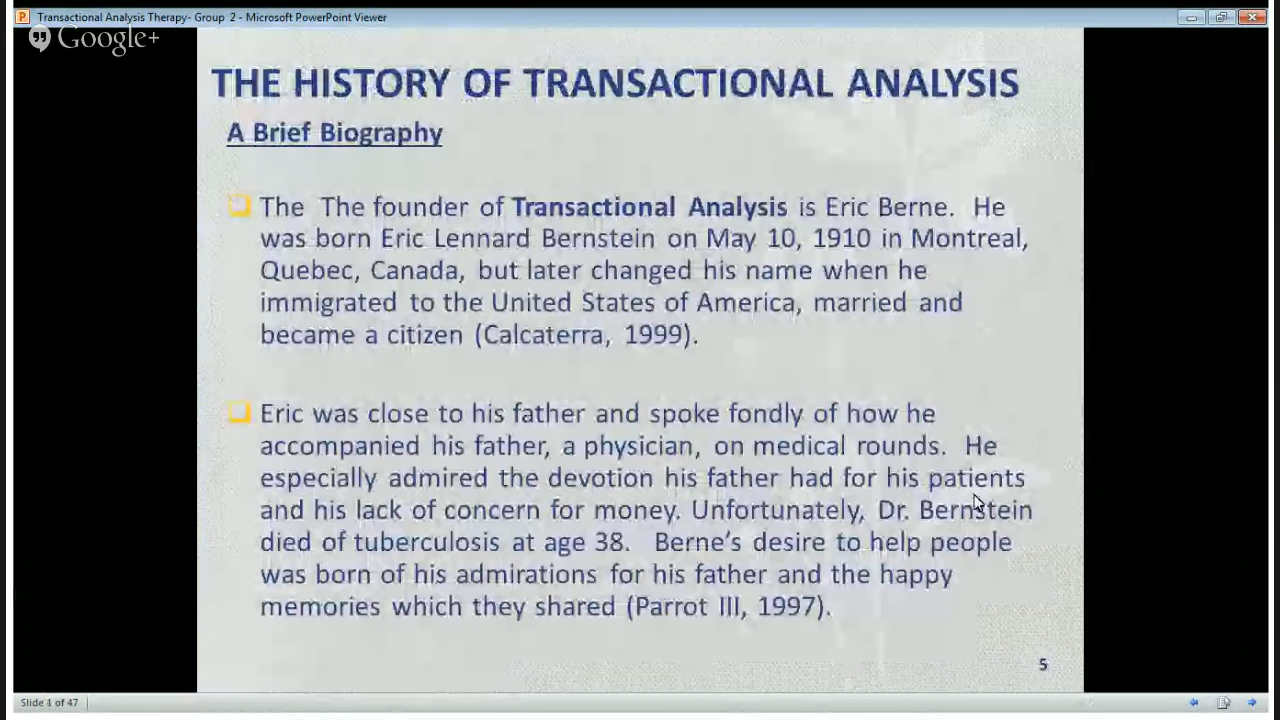 Transactional Analysis Therapy- Group 2 - Microsoft PowerPoint Viewer
Google+
THE HISTORY OF TRANSACTIONAL ANALYSIS
A Brief Biography
The The founder of Transactional Analysis is Eric Berne. He
was born Eric Lennard Bernstein on May 10, 1910 in Montreal,
Quebec, Canada, but later changed his name when he
immigrated to the United States of America, married and
became a citizen (Calcaterra, 1999).
Eric was close to his father and spoke fondly of how he
accompanied his father, a physician, on medical rounds. He
especially admired the devotion his father had for his patients
and his lack of concern for money. Unfortunately, Dr. Bernstein
died of tuberculosis at age 38. Berne's desire to help people
was born of his admirations for his father and the happy
memories which they shared (Parrot III, 1997).
5
Slide 4 of 47